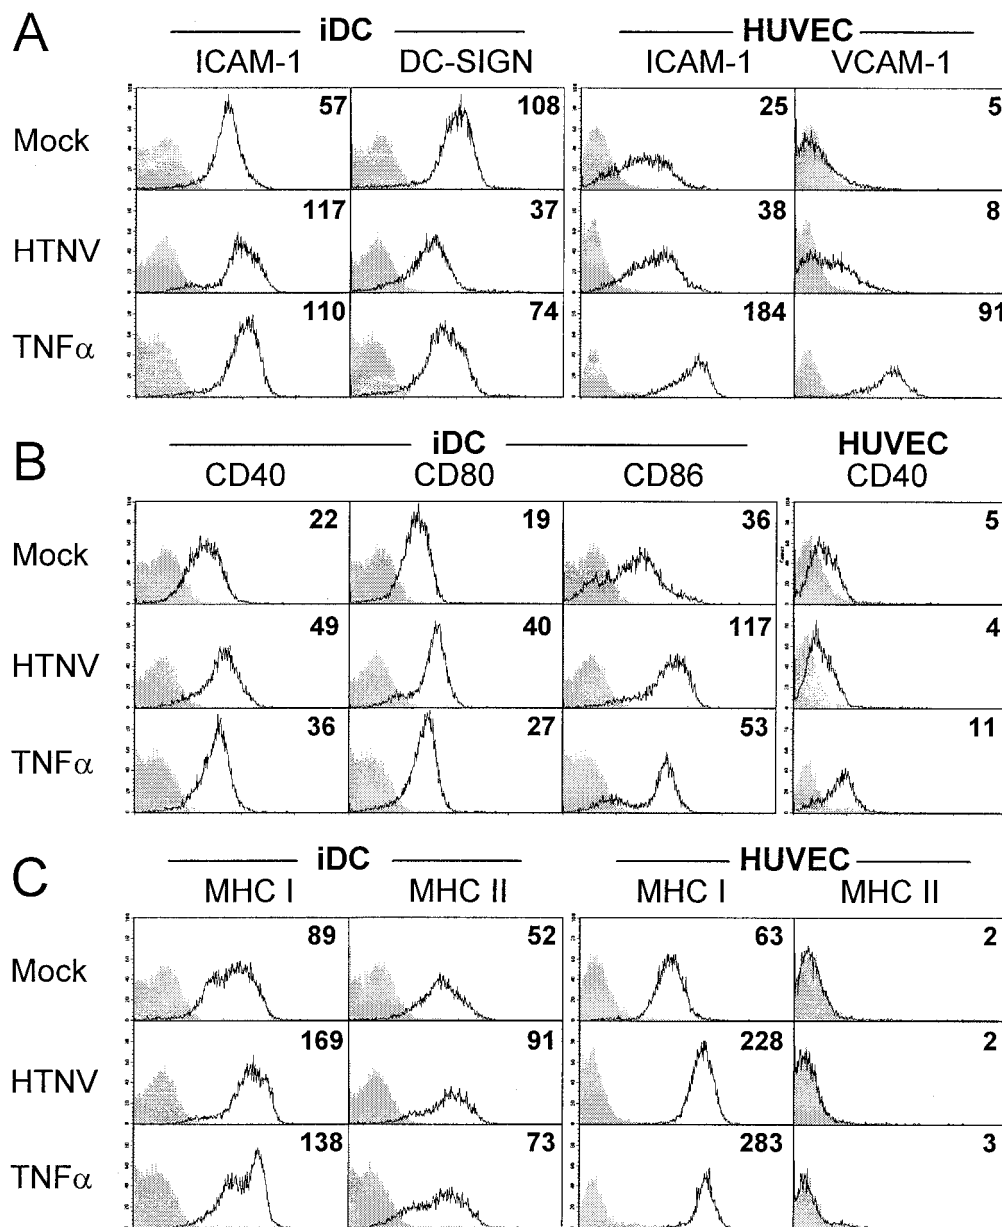 A
iDC HUVEC
ICAM-1 DC-SIGN ICAM-1 VCAM-1
Mock 57 108 25 5
HTNV 117 37 38 8
TNFα 110 74 184 91
B
iDC HUVEC
CD40 CD80 CD86 CD40
Mock 22 19 36 5
HTNV 49 40 117 4
TNFα 36 27 53 11
C
iDC HUVEC
MHC I MHC II MHC I MHC II
Mock 89 52 63 2
HTNV 169 91 228 2
TNFα 138 73 283 3